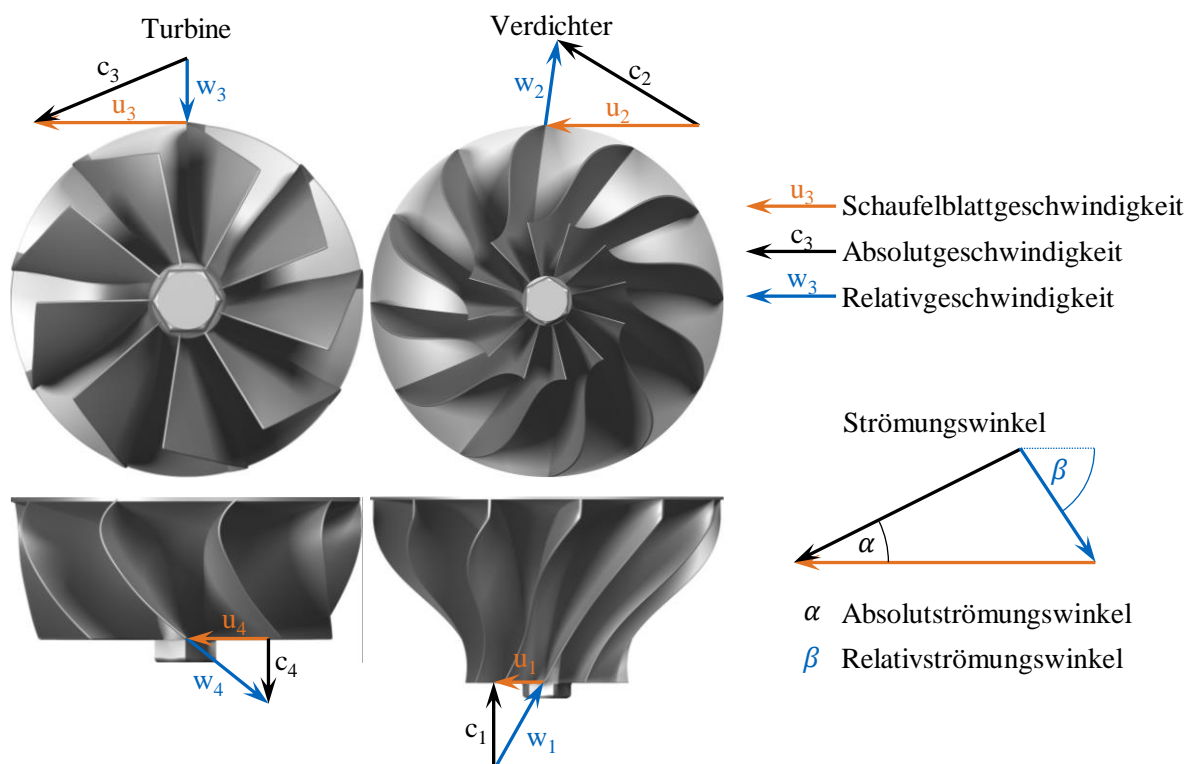 Turbine
Verdichter
c3
w3
u3
w2
c2
u2
u3 Schaufelblattgeschwindigkeit
c3 Absolutgeschwindigkeit
w3 Relativgeschwindigkeit
Strömungswinkel
β
α
α Absolutströmungswinkel
β Relativströmungswinkel
u4
w4
c4
u1
c1
w1